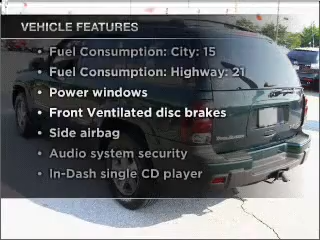 VEHICLE FEATURES
• Fuel Consumption: City: 15
• Fuel Consumption: Highway: 21
• Power windows
• Front Ventilated disc brakes
• Side airbag
• Audio system security
• In-Dash single CD player